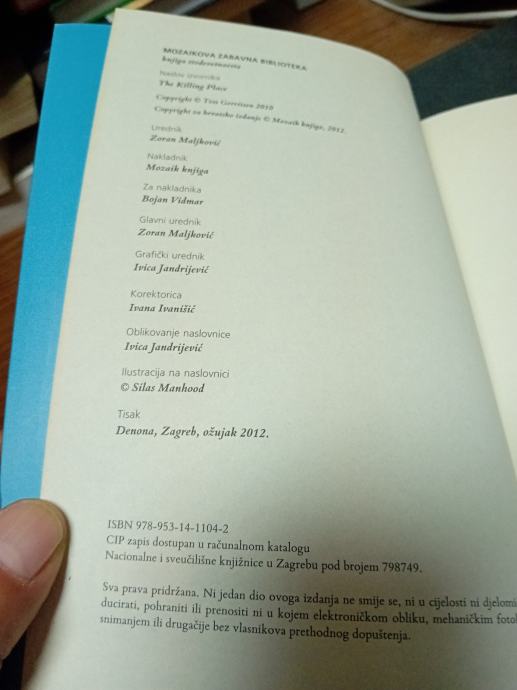 MOZAIKOVA ZABAVNA BIBLIOTEKA
knjiga
Naslov izvornika
The Killing Place
Copyright © Tess Gerritsen 2010
Copyright za hrvatsko izdanje © Mozaik knjiga, 2012.
Urednik
Zoran Maljković
Nakladnik
Mozaik knjiga
Za nakladnika
Bojan Vidmar
Glavni urednik
Zoran Maljković
Grafički urednik
Ivica Jandrijević
Korektorica
Ivana Ivanišić
Oblikovanje naslovnice
Ivica Jandrijević
Ilustracija na naslovnici
© Silas Manhood
Tisak
Denona, Zagreb, ožujak 2012.
ISBN 978-953-14-1104-2
CIP zapis dostupan u računalnom katalogu
Nacionalne i sveučilišne knjižnice u Zagrebu pod brojem 798749.
Sva prava pridržana. Ni jedan dio ovoga izdanja ne smije se, ni u cijelosti ni djelomi
ducirati, pohraniti ili prenositi ni u kojem elektroničkom obliku, mehaničkim fotok
snimanjem ili drugačije bez vlasnikova prethodnog dopuštenja.